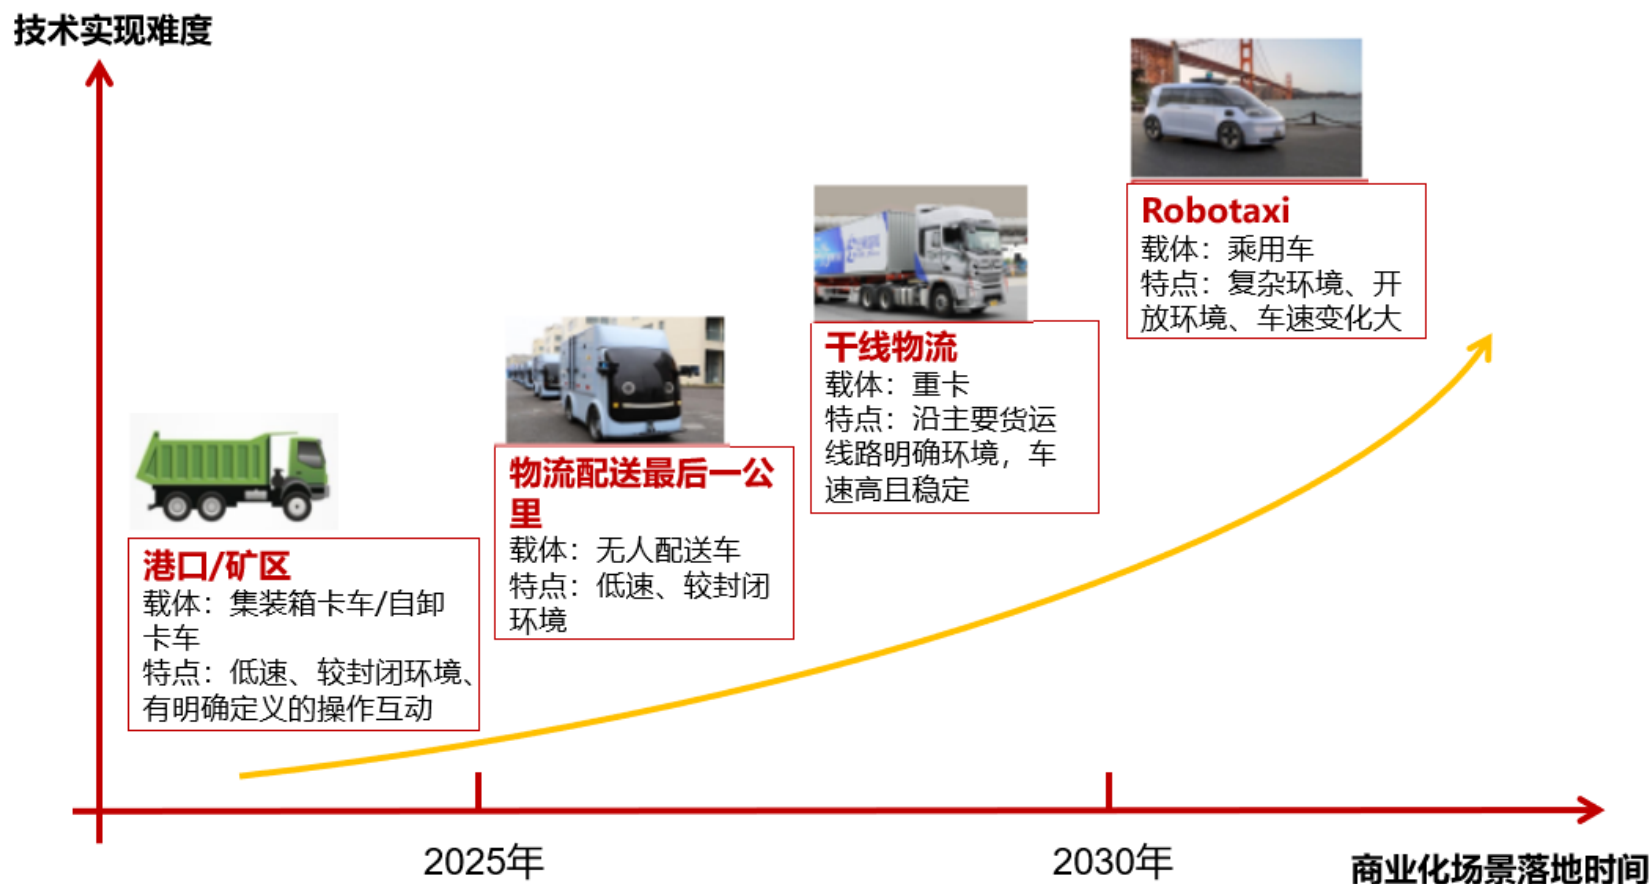 技术实现难度
Robotaxi
载体：乘用车
特点：复杂环境、开
放环境、车速变化大
干线物流
载体：重卡
特点：沿主要货运
线路明确环境，车
速高且稳定
物流配送最后一公
里
载体：无人配送车
特点：低速、较封闭
环境
港口/矿区
载体：集装箱卡车/自卸
卡车
特点：低速、较封闭环境、
有明确定义的操作互动
2025年
2030年
商业化场景落地时间